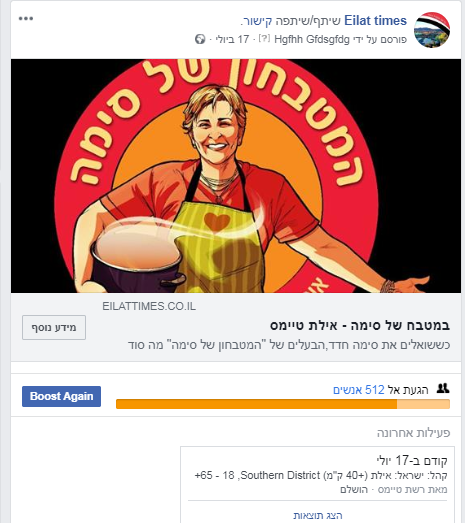 Eilat times שיתף/שיתפה קישור.
פורסם על ידי Hgfhh Gfdsgfdg [?] · 17 ביולי ·
המטבחון של סימה
EILATTIMES.CO.IL
במטבח של סימה - אילת טיימס
מידע נוסף
כששואלים את סימה חדד,הבעלים של "המטבחון של סימה" מה סוד
הגעת אל 512 אנשים
Boost Again
פעילות אחרונה
קודם ב-17 יולי
קהל: ישראל: אילת (+40 ק"מ) Southern District, 18 - 65+
מאת רשת טיימס · הושלם
הצג תוצאות